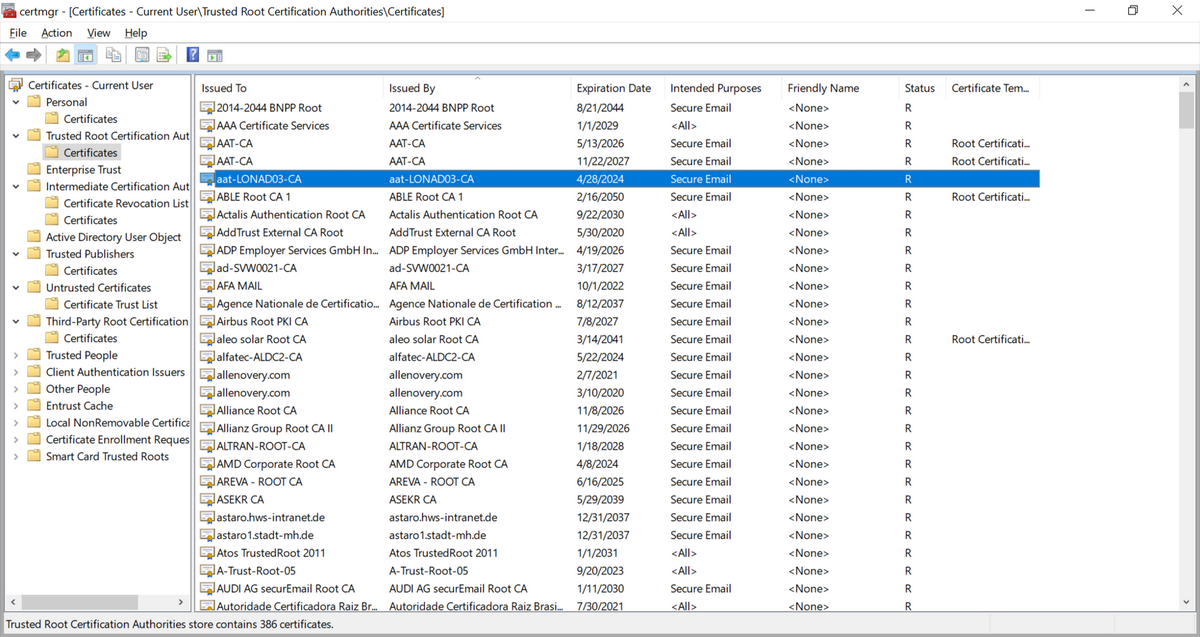 certmgr - [Certificates - Current User\Trusted Root Certification Authorities\Certificates]
File Action View Help
Certificates - Current User
Personal
Certificates
Trusted Root Certification Aut
Certificates
Enterprise Trust
Intermediate Certification Aut
Certificate Revocation List
Certificates
Active Directory User Object
Trusted Publishers
Certificates
Untrusted Certificates
Certificate Trust List
Third-Party Root Certification
Certificates
Trusted People
Client Authentication Issuers
Other People
Entrust Cache
Local NonRemovable Certifica
Certificate Enrollment Reques
Smart Card Trusted Roots
Issued To Issued By Expiration Date Intended Purposes Friendly Name Status Certificate Tem...
2014-2044 BNPP Root 2014-2044 BNPP Root 8/21/2044 Secure Email <None> R
AAA Certificate Services AAA Certificate Services 1/1/2029 <All> <None> R
AAT-CA AAT-CA 5/13/2026 Secure Email <None> R Root Certificati...
AAT-CA AAT-CA 11/22/2027 Secure Email <None> R Root Certificati...
aat-LONAD03-CA aat-LONAD03-CA 4/28/2024 Secure Email <None> R
ABLE Root CA 1 ABLE Root CA 1 2/16/2050 Secure Email <None> R Root Certificati...
Actalis Authentication Root CA Actalis Authentication Root CA 9/22/2030 <All> <None> R
AddTrust External CA Root AddTrust External CA Root 5/30/2020 <All> <None> R
ADP Employer Services GmbH In... ADP Employer Services GmbH Inter... 4/19/2026 Secure Email <None> R
ad-SVW0021-CA ad-SVW0021-CA 3/17/2027 Secure Email <None> R
AFA MAIL AFA MAIL 10/1/2022 Secure Email <None> R
Agence Nationale de Certificatio... Agence Nationale de Certification ... 8/12/2037 Secure Email <None> R
Airbus Root PKI CA Airbus Root PKI CA 7/8/2027 Secure Email <None> R
aleo solar Root CA aleo solar Root CA 3/14/2041 Secure Email <None> R Root Certificati...
alfatec-ALDC2-CA alfatec-ALDC2-CA 5/22/2024 Secure Email <None> R
allenovery.com allenovery.com 2/7/2021 Secure Email <None> R
allenovery.com allenovery.com 3/10/2020 Secure Email <None> R
Alliance Root CA Alliance Root CA 11/8/2026 Secure Email <None> R
Allianz Group Root CA II Allianz Group Root CA II 11/29/2026 Secure Email <None> R
ALTRAN-ROOT-CA ALTRAN-ROOT-CA 1/18/2028 Secure Email <None> R
AMD Corporate Root CA AMD Corporate Root CA 4/8/2024 Secure Email <None> R
AREVA - ROOT CA AREVA - ROOT CA 6/16/2025 Secure Email <None> R
ASEKR CA ASEKR CA 5/29/2039 Secure Email <None> R
astaro.hws-intranet.de astaro.hws-intranet.de 12/31/2037 Secure Email <None> R
astaro1.stadt-mh.de astaro1.stadt-mh.de 12/31/2037 Secure Email <None> R
Atos TrustedRoot 2011 Atos TrustedRoot 2011 1/1/2031 <All> <None> R
A-Trust-Root-05 A-Trust-Root-05 9/20/2023 <All> <None> R
AUDI AG securEmail Root CA AUDI AG securEmail Root CA 1/11/2030 Secure Email <None> R
Autoridade Certificadora Raiz Br... Autoridade Certificadora Raiz Brasi... 7/30/2021 <All> <None> R
Trusted Root Certification Authorities store contains 386 certificates.